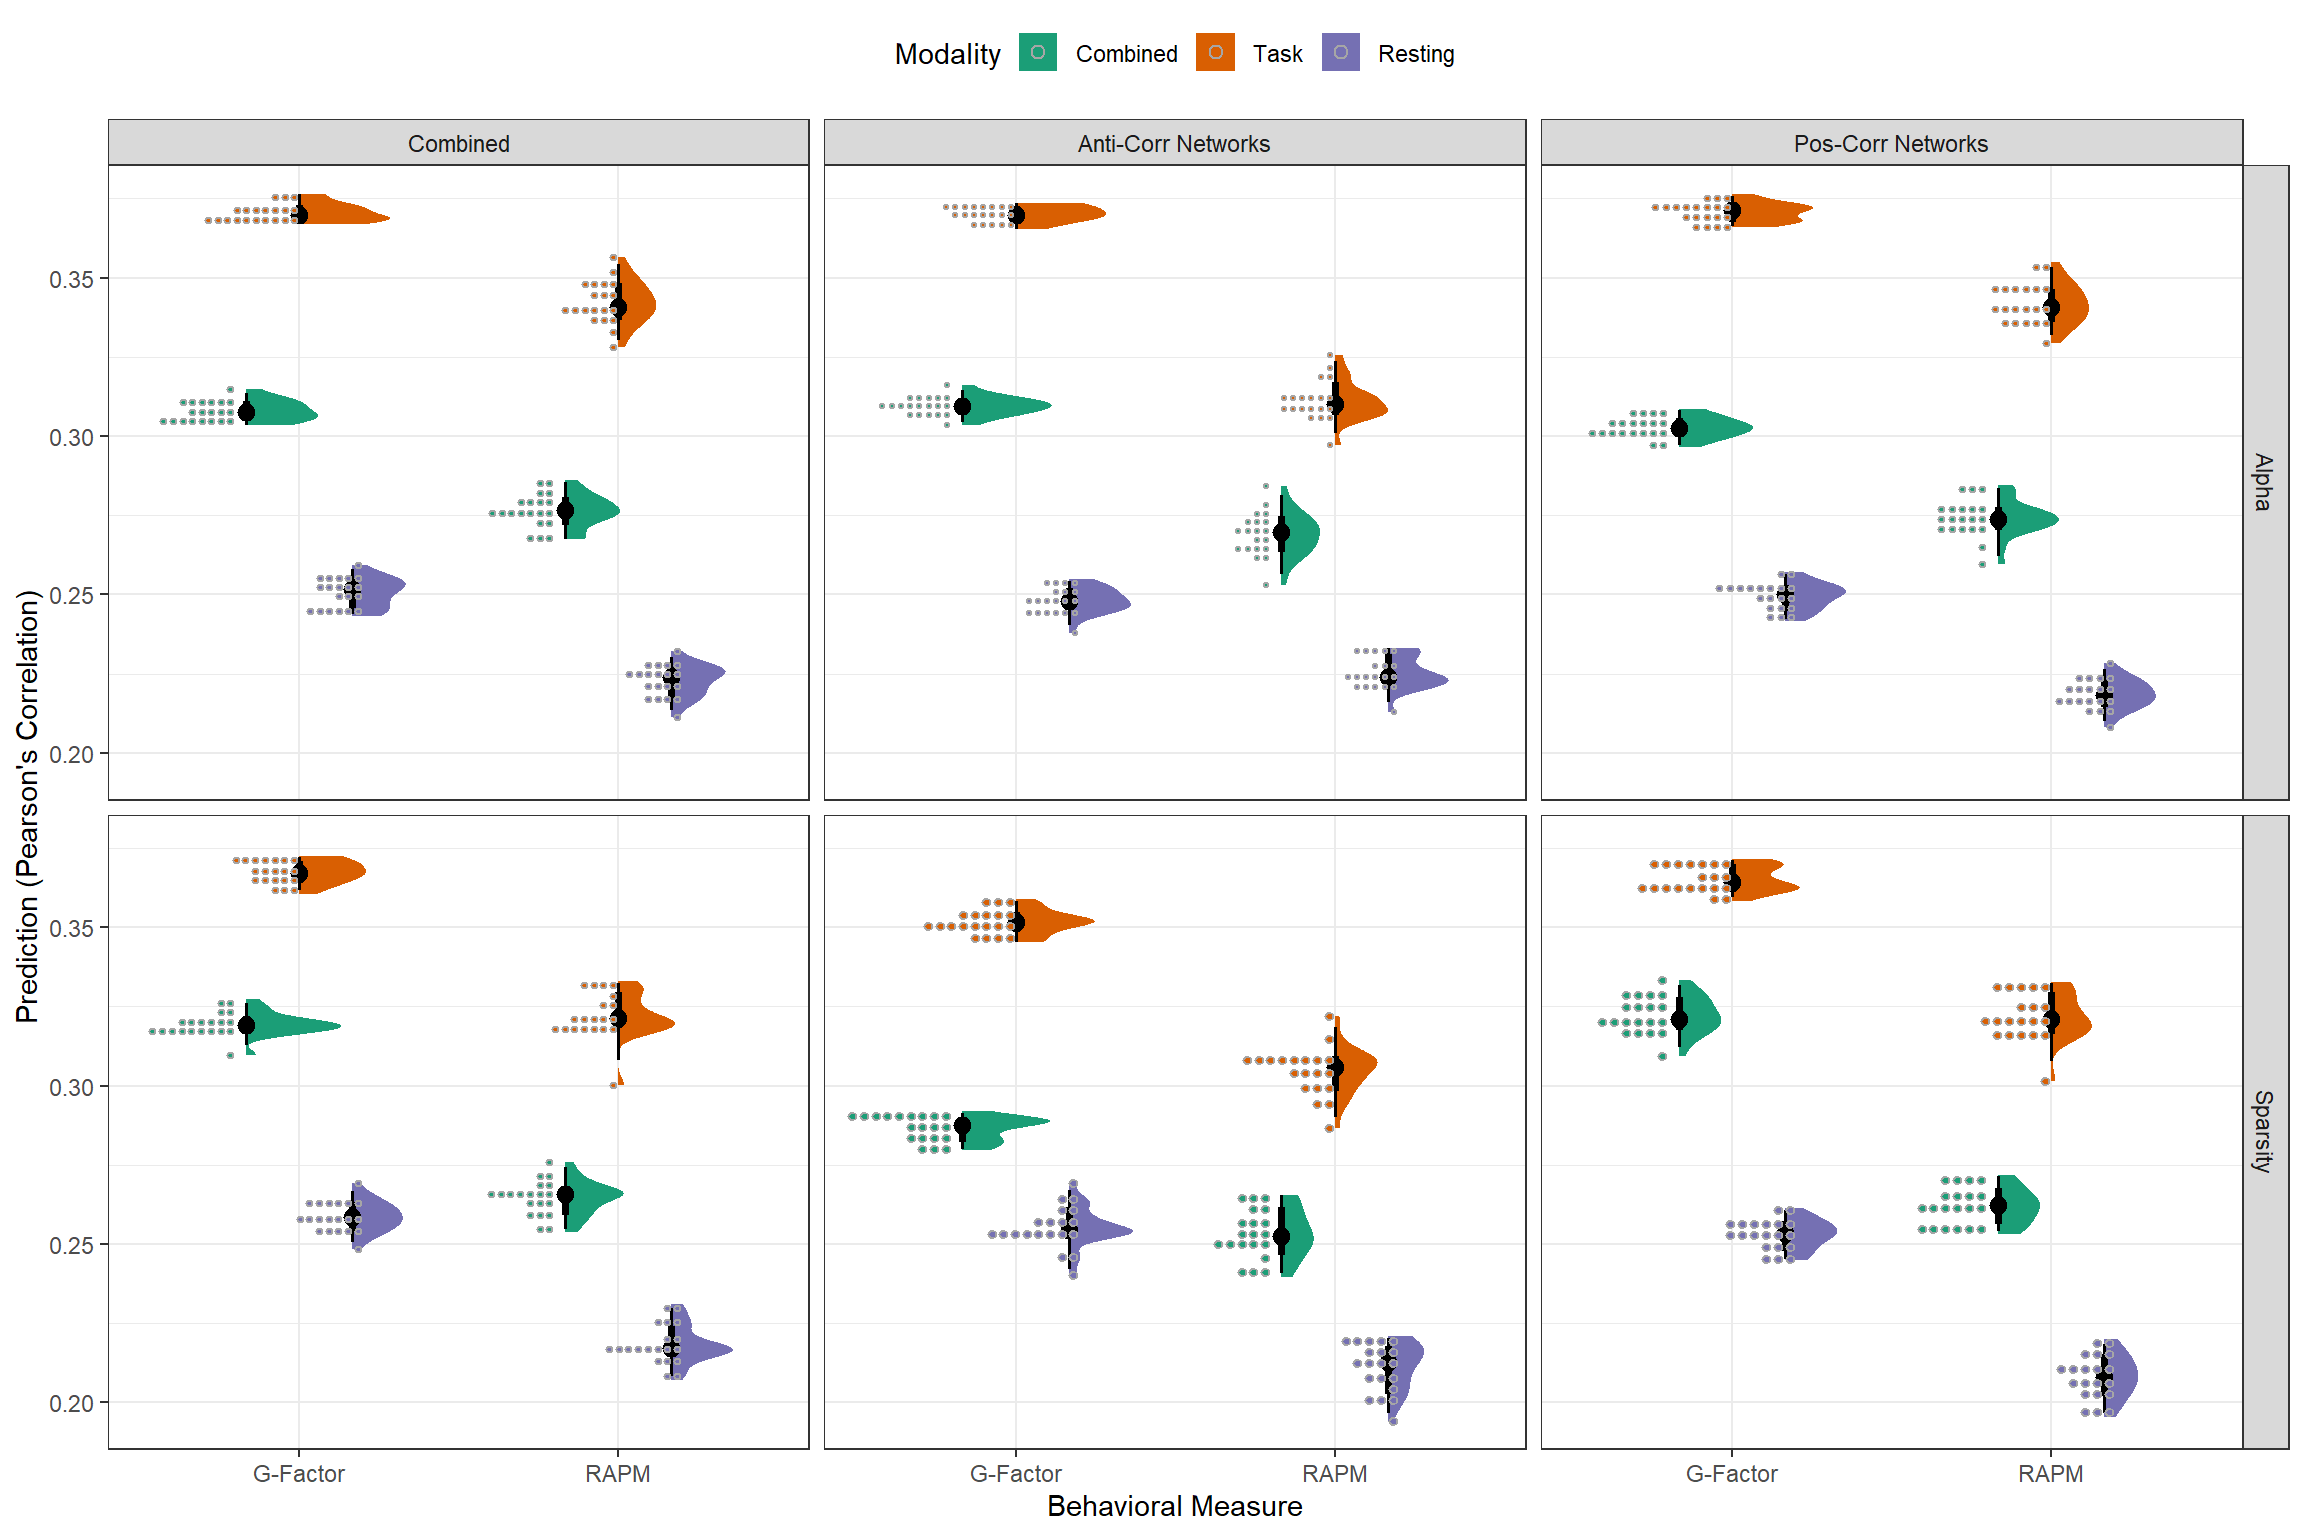 Modality Combined Task Resting
Combined Anti-Corr Networks Pos-Corr Networks
Prediction (Pearson's Correlation)
0.35
0.30
0.25
0.20
Alpha
0.35
0.30
0.25
0.20
Sparsity
G-Factor RAPM G-Factor RAPM G-Factor RAPM
Behavioral Measure